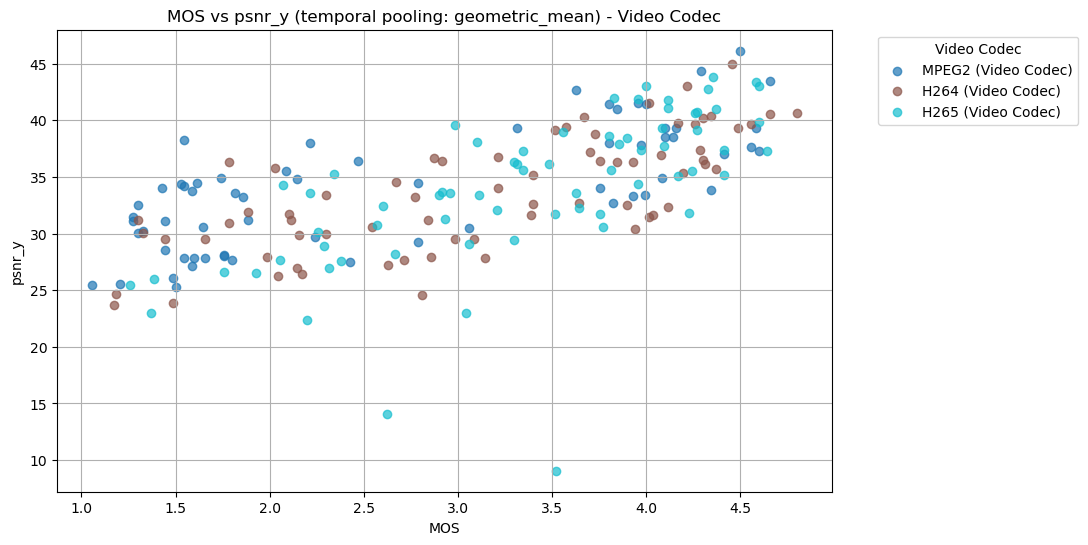 MOS vs psnr_y (temporal pooling: geometric_mean) - Video Codec
Video Codec
MPEG2 (Video Codec)
H264 (Video Codec)
H265 (Video Codec)
psnr_y
45
40
35
30
25
20
15
10
1.0 1.5 2.0 2.5 3.0 3.5 4.0 4.5
MOS